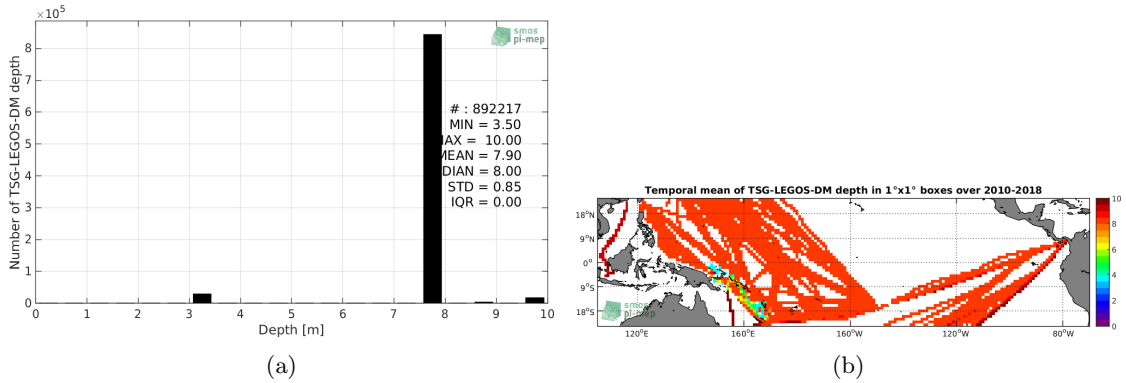 ×10⁵
8
7
6
5
4
3
2
1
0
Number of TSG-LEGOS-DM depth
smos
pi-mep
# : 892217
MIN = 3.50
AX = 10.00
MEAN = 7.90
DIAN = 8.00
STD = 0.85
IQR = 0.00
0 1 2 3 4 5 6 7 8 9 10
Depth [m]
(a)
Temporal mean of TSG-LEGOS-DM depth in 1°x1° boxes over 2010-2018
18°N
9°N
0°
9°S
18°S
smos
pi-mep
120°E 160°E 160°W 120°W 80°W
10
8
6
4
2
0
(b)